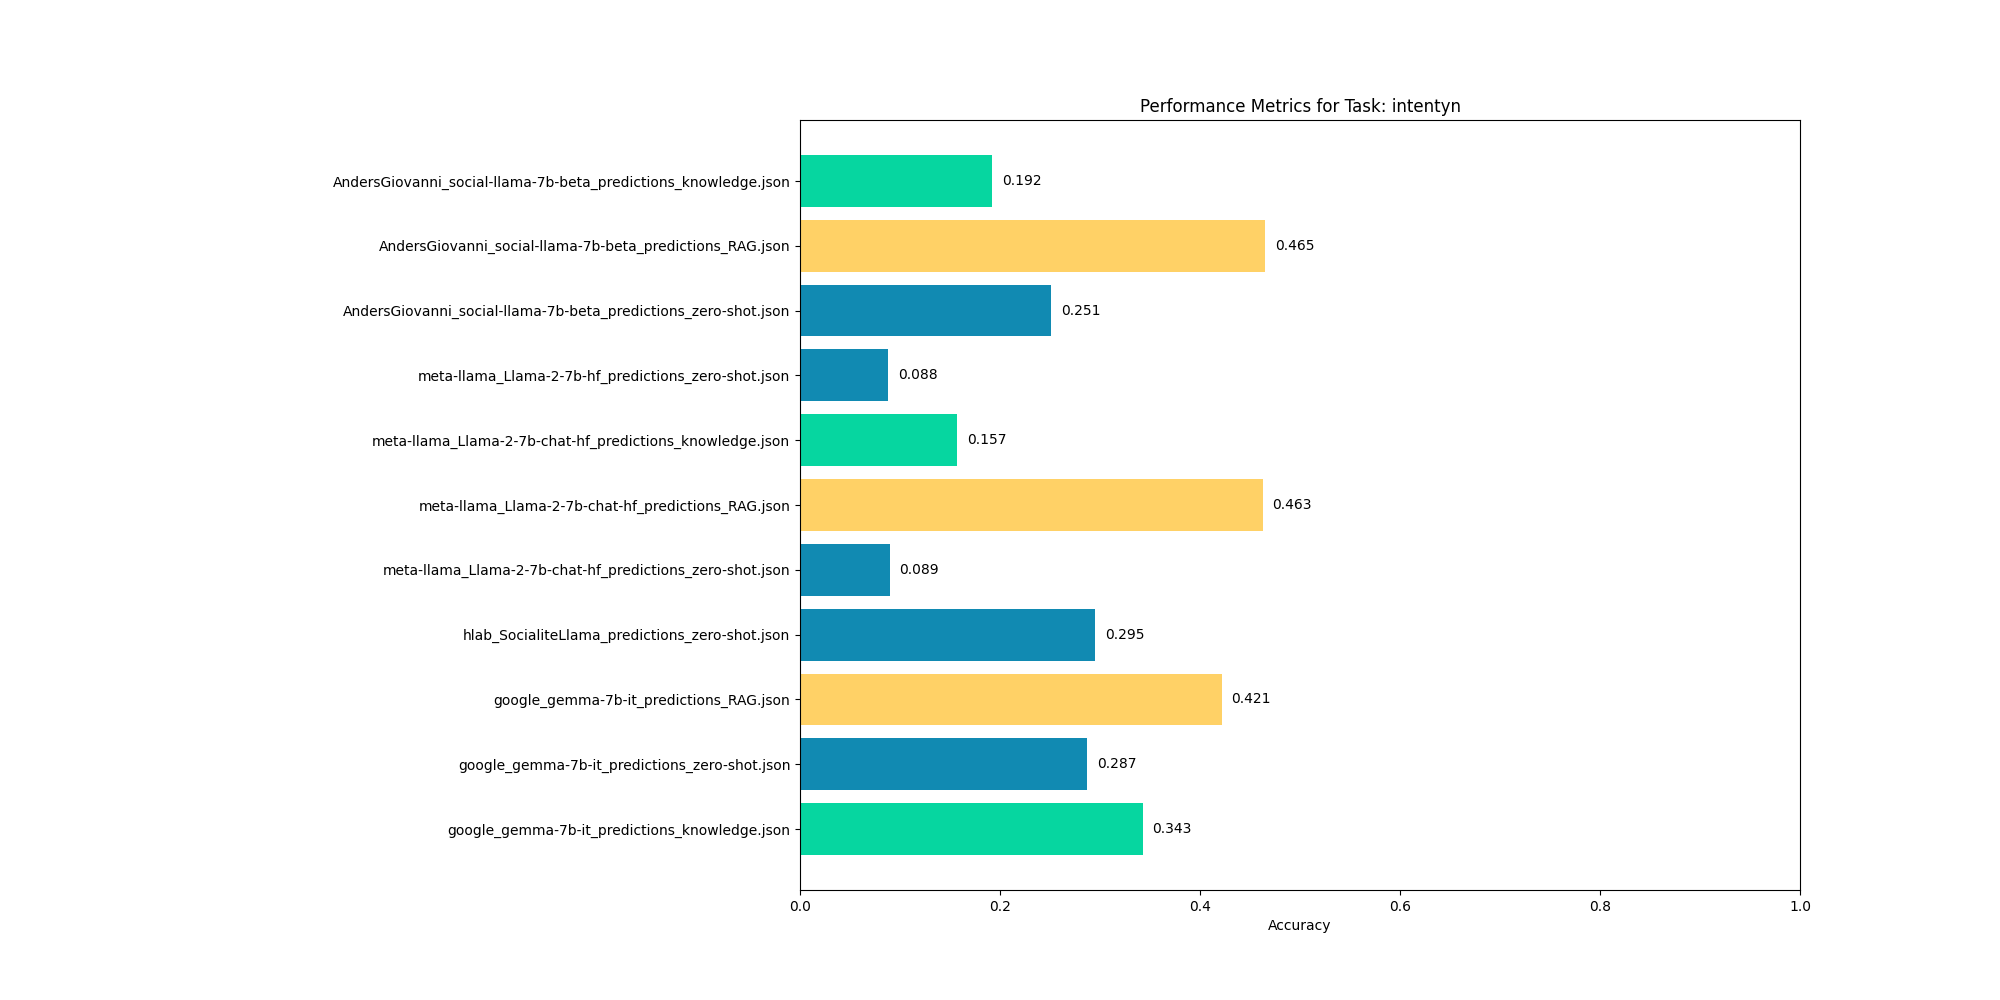 Performance Metrics for Task: intentyn
AndersGiovanni_social-llama-7b-beta_predictions_knowledge.json 0.192
AndersGiovanni_social-llama-7b-beta_predictions_RAG.json 0.465
AndersGiovanni_social-llama-7b-beta_predictions_zero-shot.json 0.251
meta-llama_Llama-2-7b-hf_predictions_zero-shot.json 0.088
meta-llama_Llama-2-7b-chat-hf_predictions_knowledge.json 0.157
meta-llama_Llama-2-7b-chat-hf_predictions_RAG.json 0.463
meta-llama_Llama-2-7b-chat-hf_predictions_zero-shot.json 0.089
hlab_SocialiteLlama_predictions_zero-shot.json 0.295
google_gemma-7b-it_predictions_RAG.json 0.421
google_gemma-7b-it_predictions_zero-shot.json 0.287
google_gemma-7b-it_predictions_knowledge.json 0.343
0.0 0.2 0.4 0.6 0.8 1.0
Accuracy